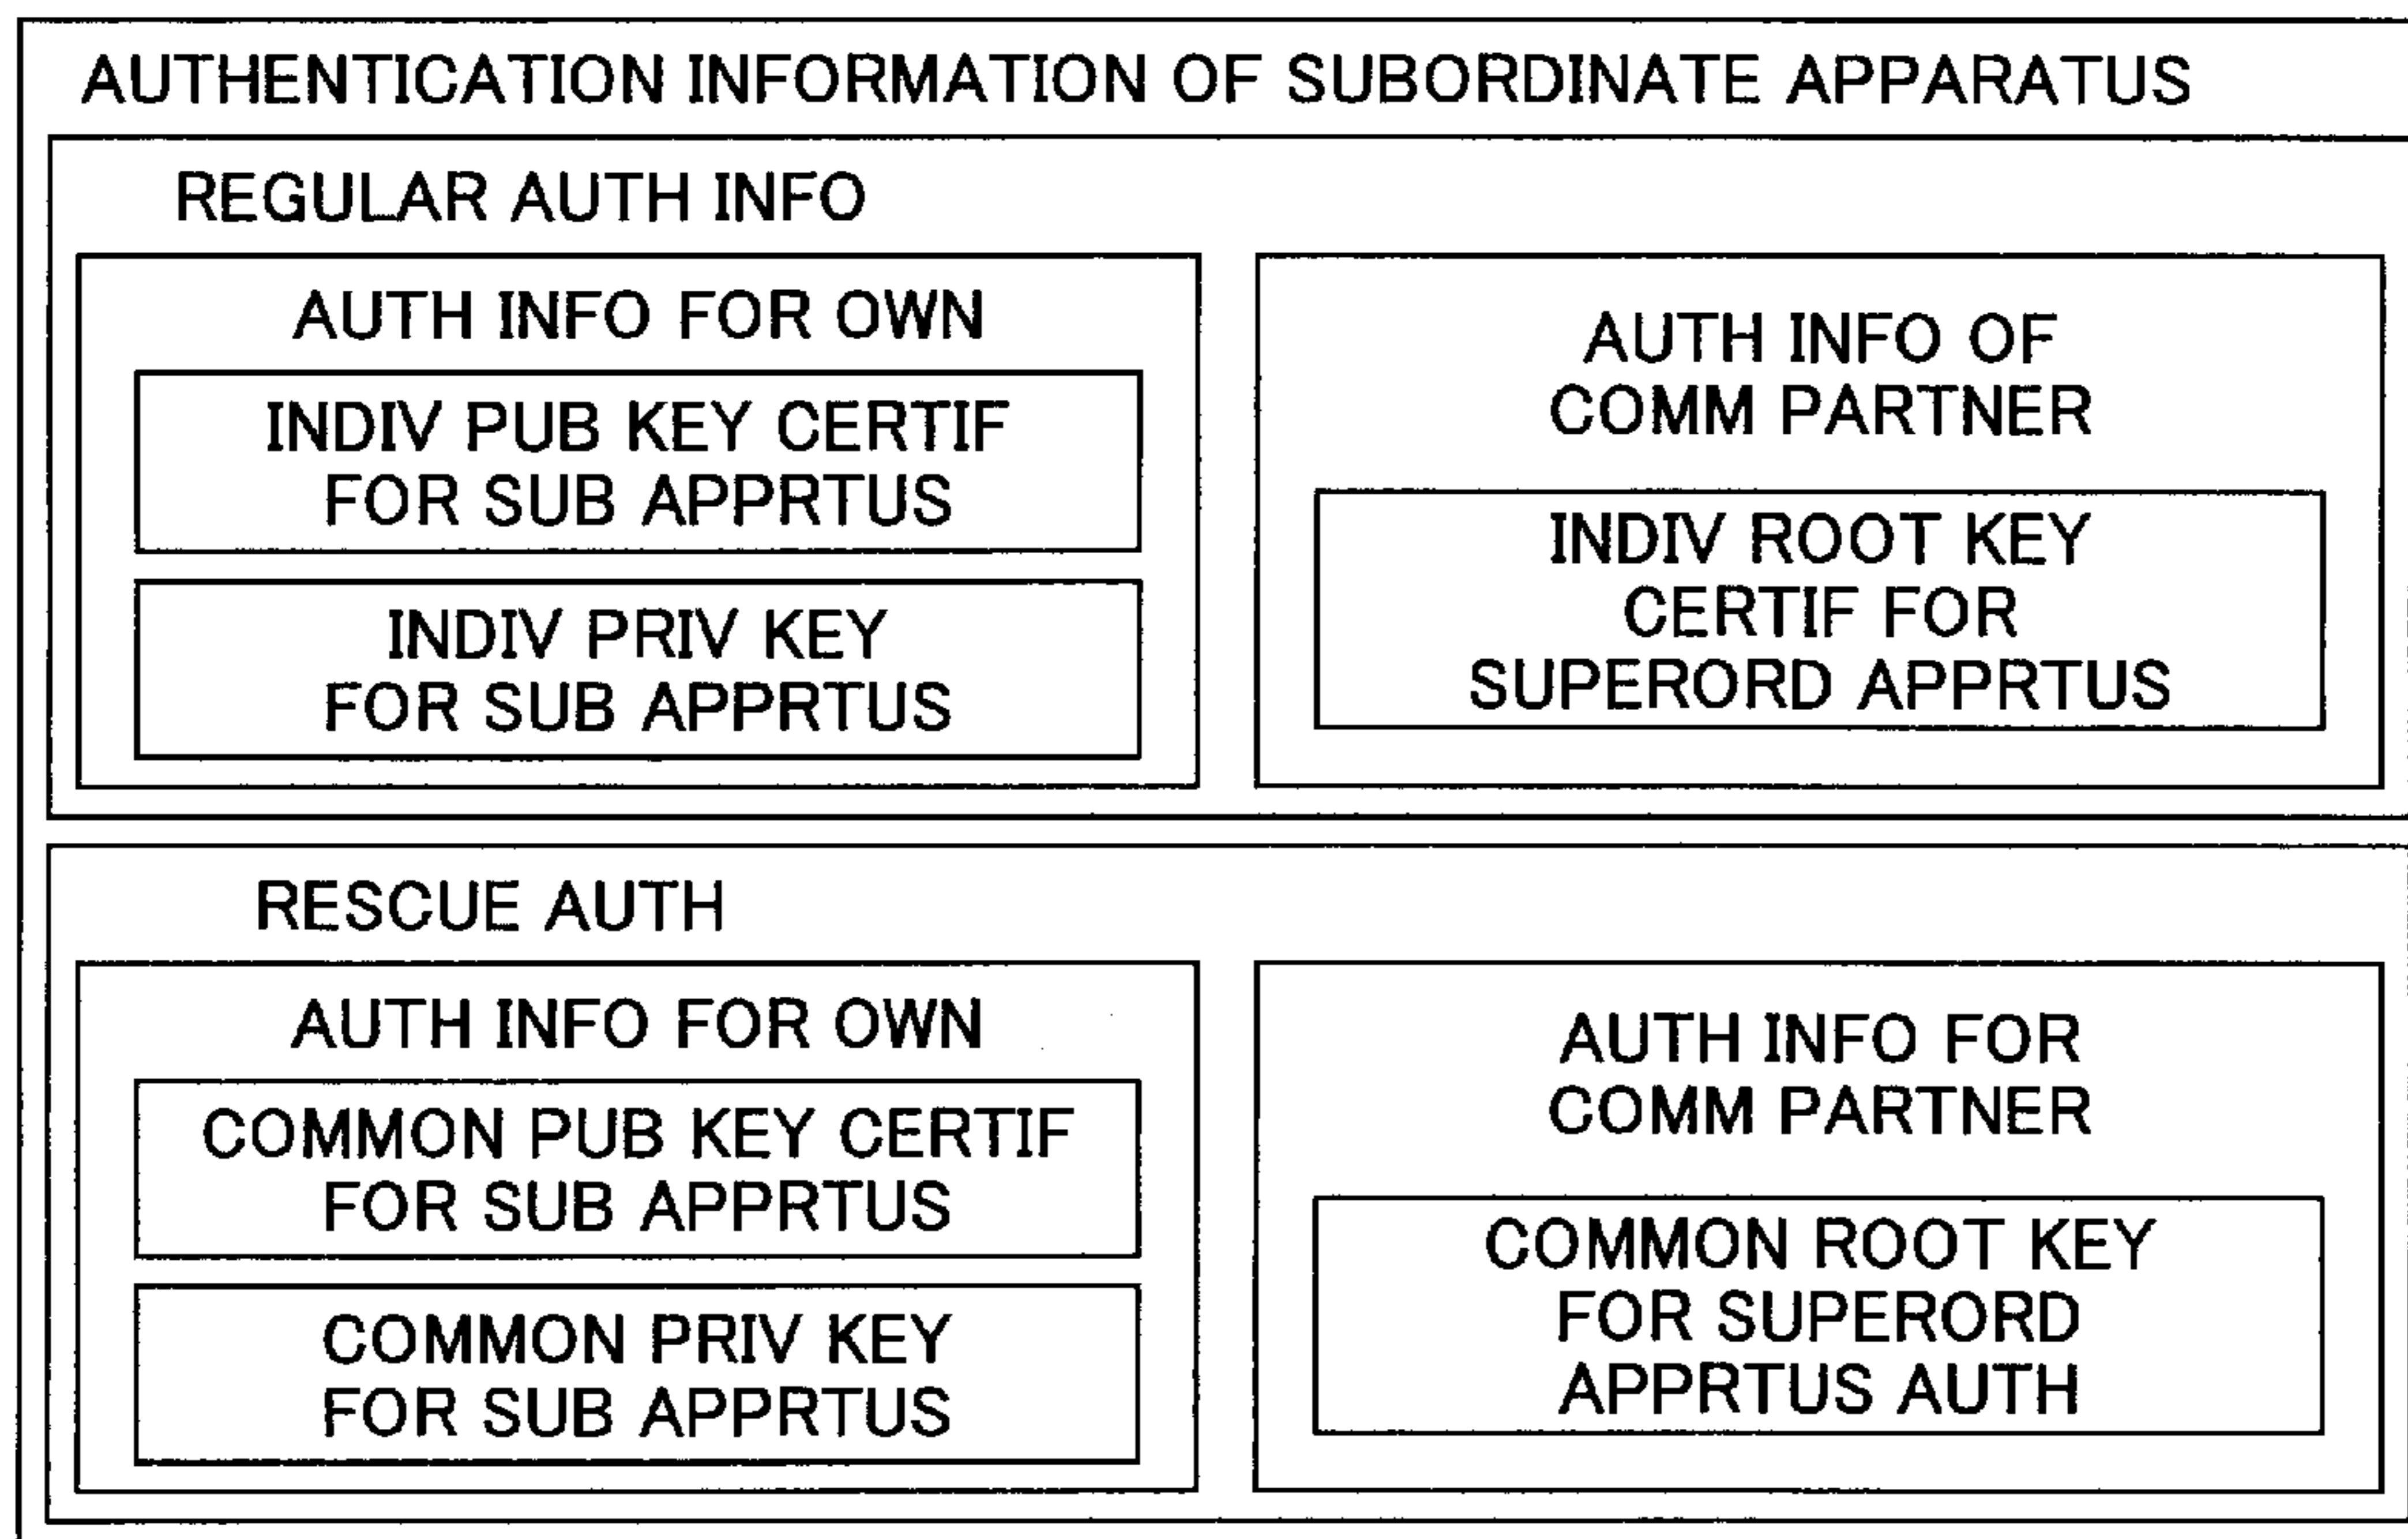 AUTHENTICATION INFORMATION OF SUBORDINATE APPARATUS
REGULAR AUTH INFO
AUTH INFO FOR OWN
INDIV PUB KEY CERTIF
FOR SUB APPRTUS
INDIV PRIV KEY
FOR SUB APPRTUS
AUTH INFO OF
COMM PARTNER
INDIV ROOT KEY
CERTIF FOR
SUPERORD APPRTUS
RESCUE AUTH
AUTH INFO FOR OWN
COMMON PUB KEY CERTIF
FOR SUB APPRTUS
COMMON PRIV KEY
FOR SUB APPRTUS
AUTH INFO FOR
COMM PARTNER
COMMON ROOT KEY
FOR SUPERORD
APPRTUS AUTH